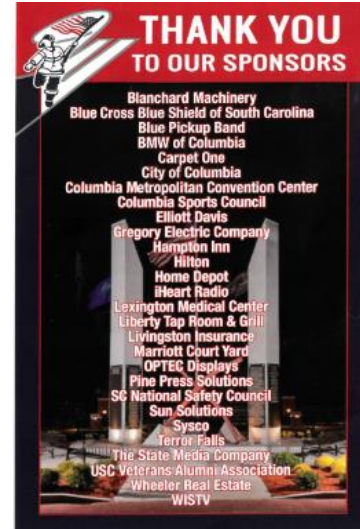 THANK YOU
TO OUR SPONSORS
Blanchard Machinery
Blue Cross Blue Shield of South Carolina
Blue Pickup Band
BMW of Columbia
Carpet One
City of Columbia
Columbia Metropolitan Convention Center
Columbia Sports Council
Elliott Davis
Gregory Electric Company
Hampton Inn
Hilton
Home Depot
iHeart Radio
Lexington Medical Center
Liberty Tap Room & Grill
Livingston Insurance
Marriott Court Yard
OPTEC Displays
Pine Press Solutions
SC National Safety Council
Sun Solutions
Sysco
Terror Falls
The State Media Company
USC Veterans Alumni Association
Wheeler Real Estate
WISTV